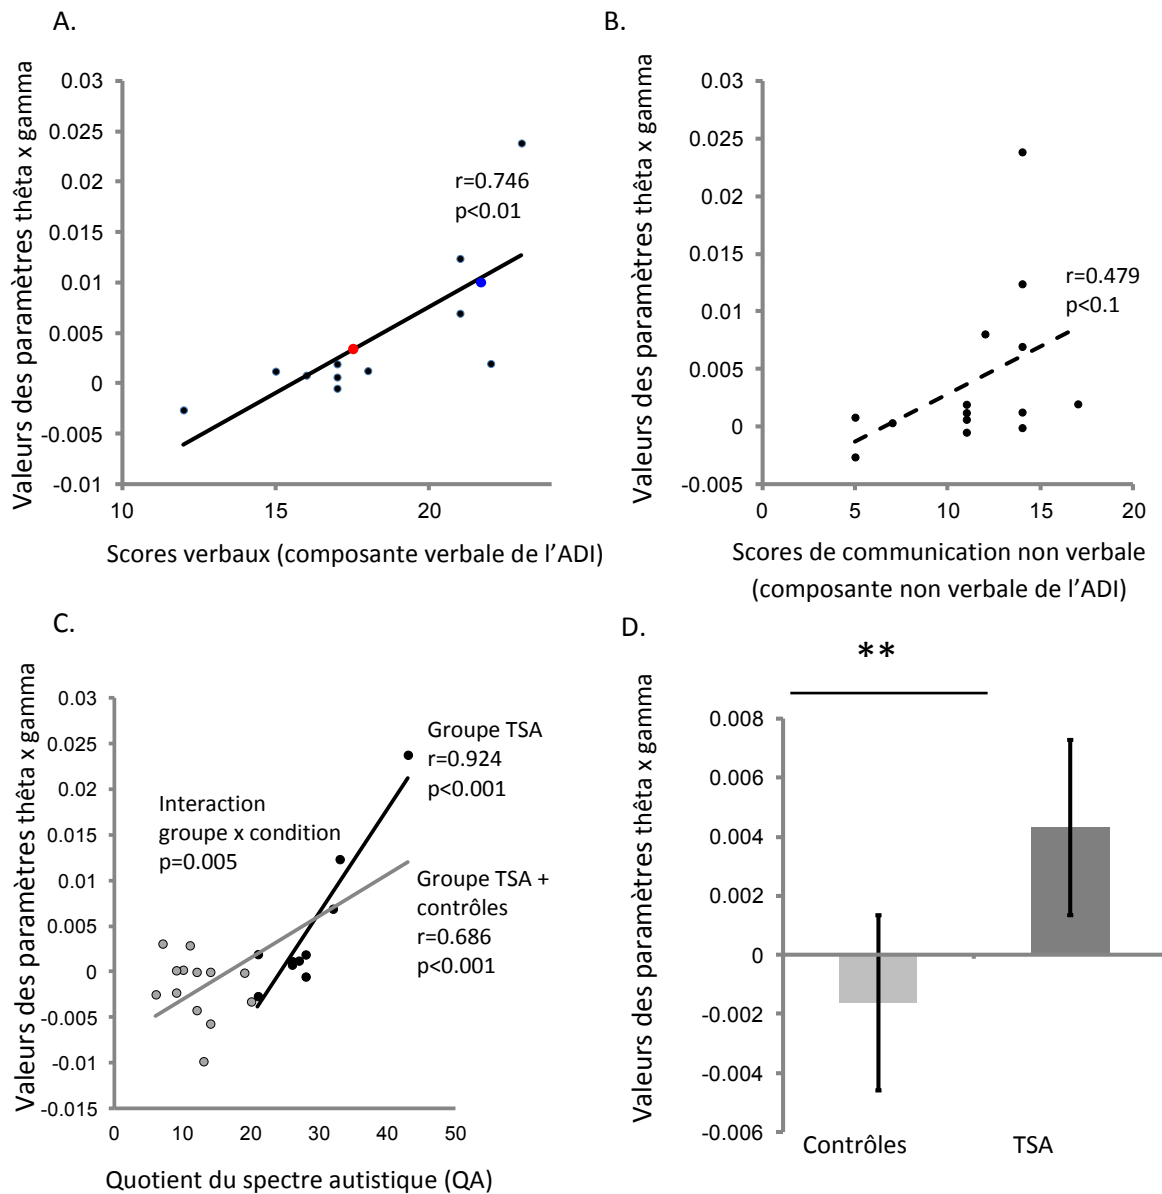 A.
Valeurs des paramètres thêta x gamma
0.03
0.025
0.02
0.015
0.01
0.005
0
-0.005
-0.01
r=0.746
p<0.01
10
15
20
Scores verbaux (composante verbale de l’ADI)
B.
Valeurs des paramètres thêta x gamma
0.03
0.025
0.02
0.015
0.01
0.005
0
-0.005
r=0.479
p<0.1
0
5
10
15
20
Scores de communication non verbale
(composante non verbale de l’ADI)
C.
Valeurs des paramètres thêta x gamma
0.03
0.025
0.02
0.015
0.01
0.005
0
-0.005
-0.01
-0.015
Interaction
groupe x condition
p=0.005
Groupe TSA
r=0.924
p<0.001
Groupe TSA +
contrôles
r=0.686
p<0.001
0
10
20
30
40
50
Quotient du spectre autistique (QA)
D.
**
Valeurs des paramètres thêta x gamma
0.008
0.006
0.004
0.002
0
-0.002
-0.004
-0.006
Contrôles
TSA